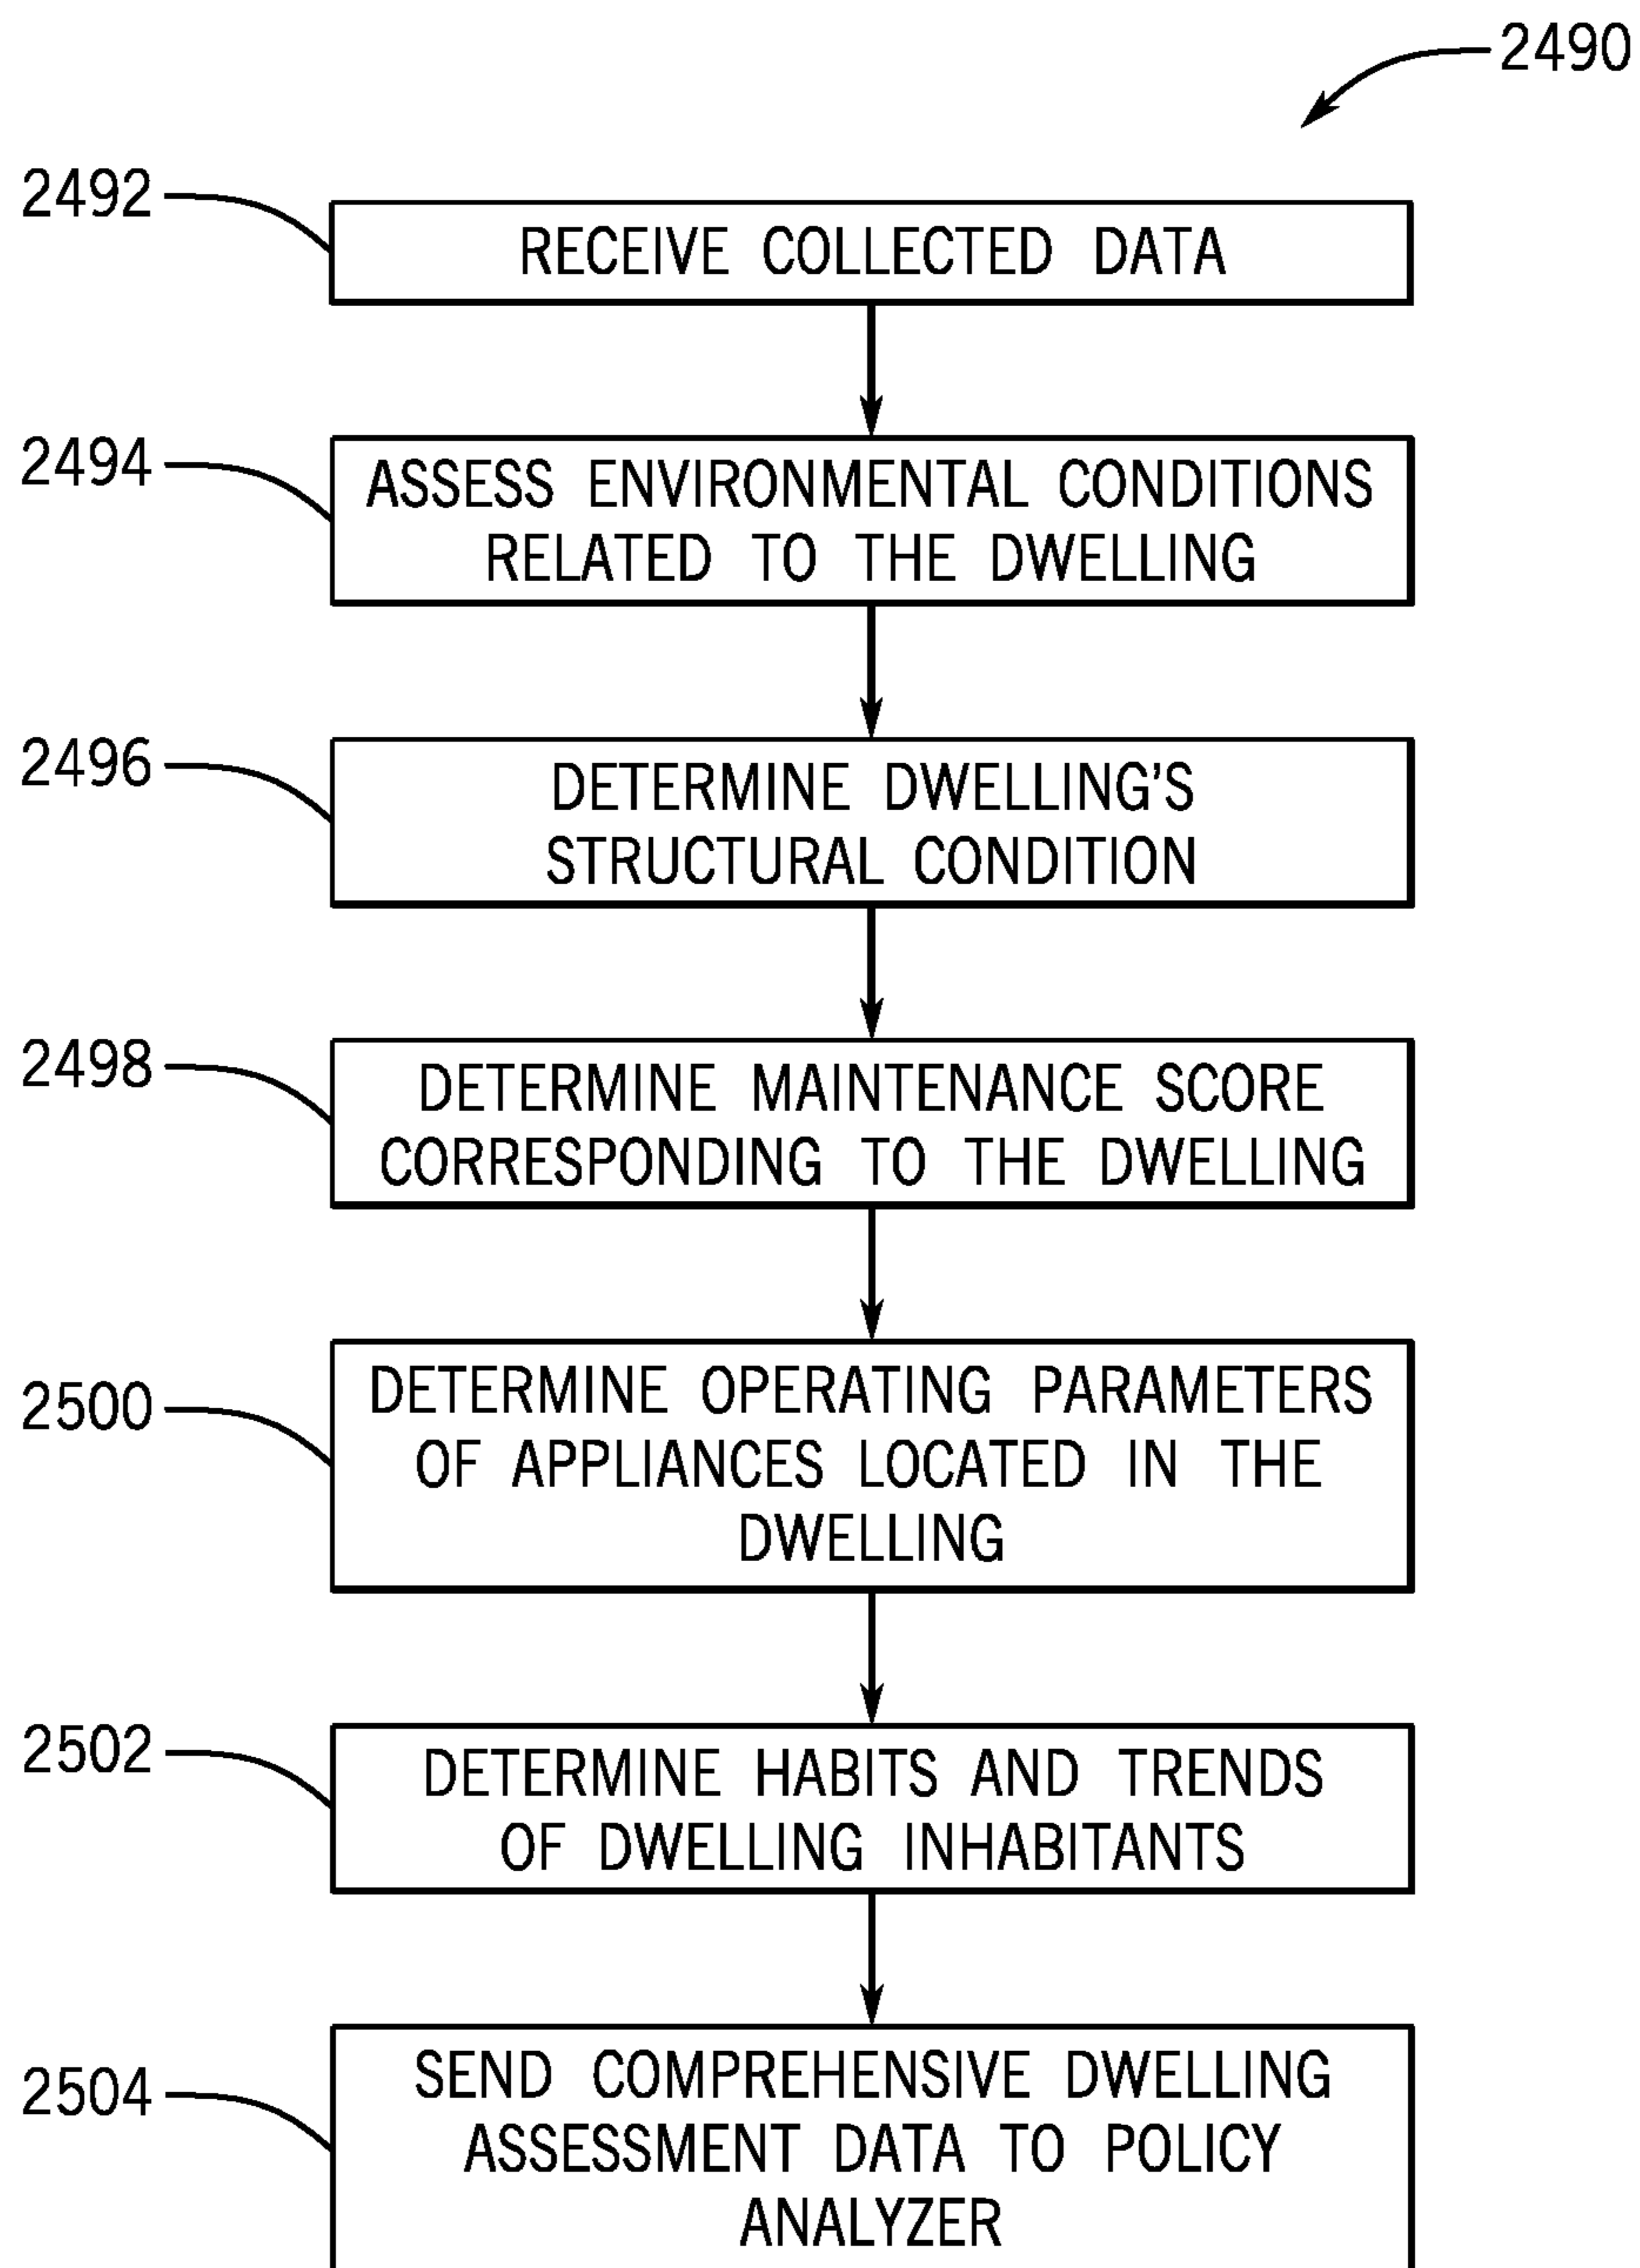 2490
2492
RECEIVE COLLECTED DATA
2494
ASSESS ENVIRONMENTAL CONDITIONS
RELATED TO THE DWELLING
2496
DETERMINE DWELLING'S
STRUCTURAL CONDITION
2498
DETERMINE MAINTENANCE SCORE
CORRESPONDING TO THE DWELLING
2500
DETERMINE OPERATING PARAMETERS
OF APPLIANCES LOCATED IN THE
DWELLING
2502
DETERMINE HABITS AND TRENDS
OF DWELLING INHABITANTS
2504
SEND COMPREHENSIVE DWELLING
ASSESSMENT DATA TO POLICY
ANALYZER